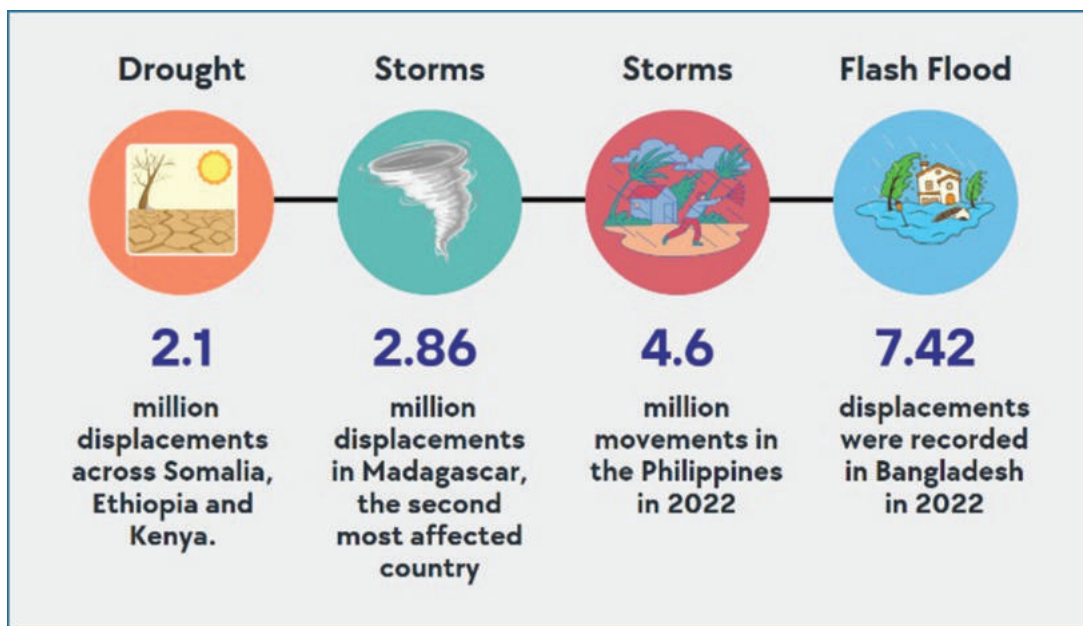 Drought
Storms
Storms
Flash Flood
2.1
million
displacements
across Somalia,
Ethiopia and
Kenya.
2.86
million
displacements
in Madagascar,
the second
most affected
country
4.6
million
movements in
the Philippines
in 2022
7.42
displacements
were recorded
in Bangladesh
in 2022